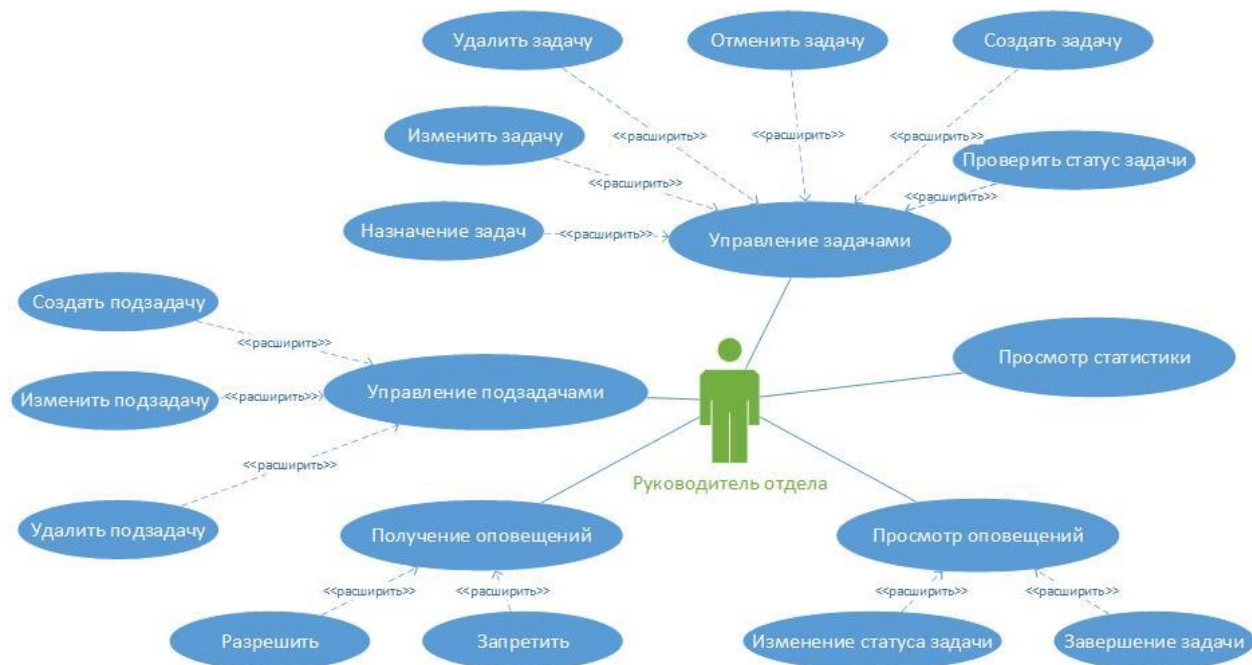 Удалить задачу
Отменить задачу
Создать задачу
<<расширить>>
<<расширить>>
<<расширить>>
Изменить задачу
Проверить статус задачи
<<расширить>>
<<расширить>>
Назначение задач
<<расширить>>
Управление задачами
Создать подзадачу
<<расширить>>
Просмотр статистики
Изменить подзадачу
<<расширить>>
Управление подзадачами
<<расширить>>
Руководитель отдела
Удалить подзадачу
Получение оповещений
Просмотр оповещений
<<расширить>>
<<расширить>>
<<расширить>>
<<расширить>>
Разрешить
Запретить
Изменение статуса задачи
Завершение задачи